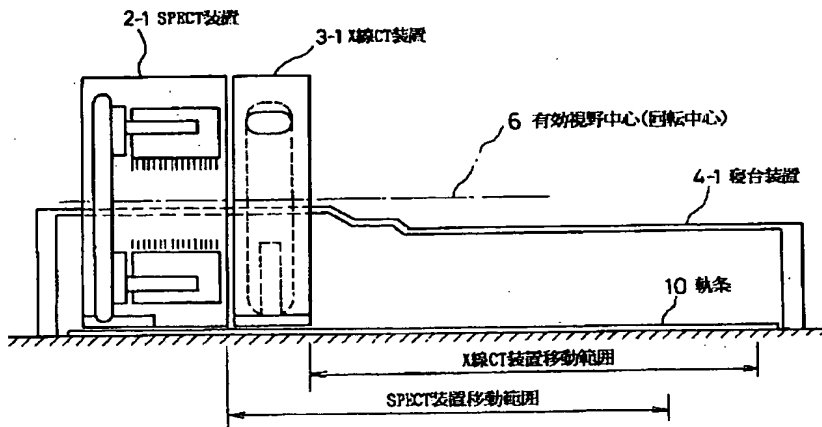 2-1 SPECT装置
3-1 X線CT装置
6 有効視野中心(回転中心)
4-1 寝台装置
10 軌条
X線CT装置移動範囲
SPECT装置移動範囲